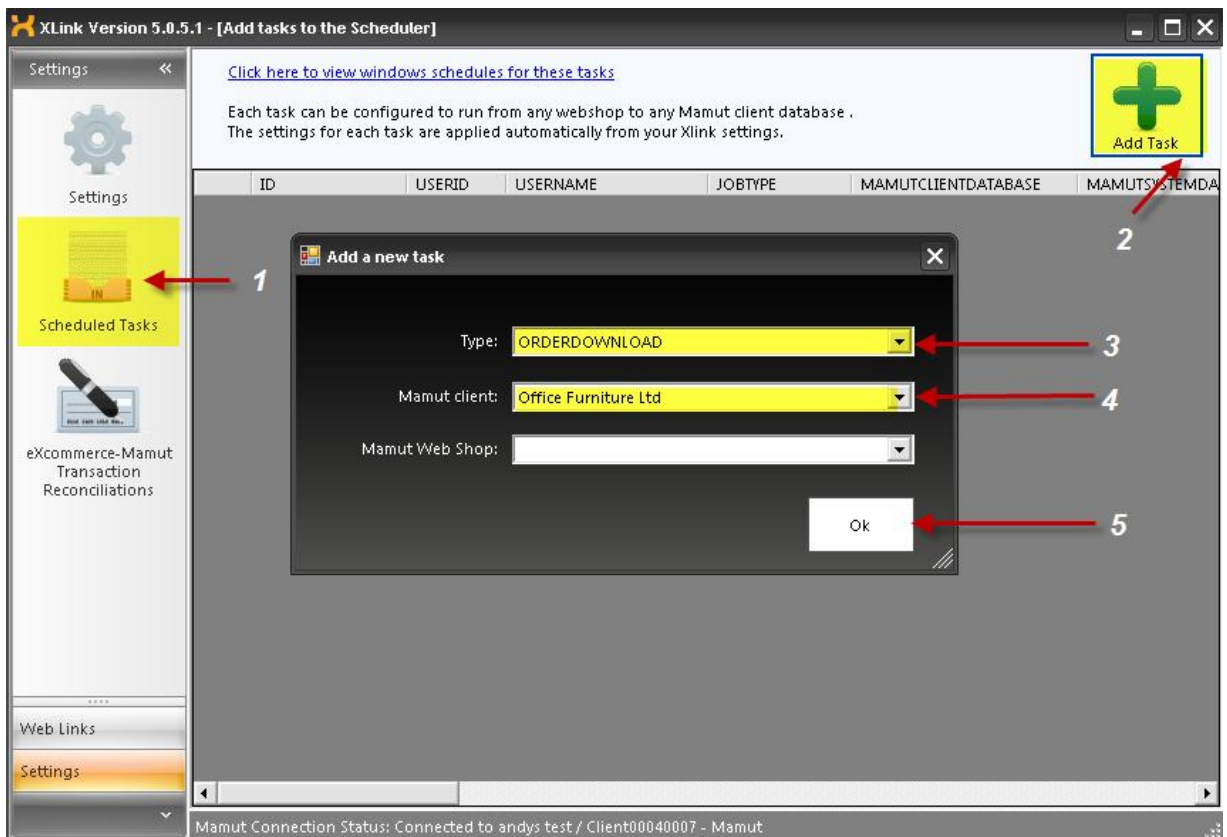 XLink Version 5.0.5.1 - [Add tasks to the Scheduler]
Settings «
Click here to view windows schedules for these tasks
Each task can be configured to run from any webshop to any Mamut client database .
The settings for each task are applied automatically from your Xlink settings.
Add Task
Settings
ID USERID USERNAME JOBTYPE MAMUTCLIENTDATABASE MAMUTSYSTEMDA
2
Add a new task
1
IN
Scheduled Tasks
Type: ORDERDOWNLOAD
3
Mamut client: Office Furniture Ltd
4
Mamut Web Shop:
eXcommerce-Mamut
Transaction
Reconciliations
Ok
5
Web Links
Settings
Mamut Connection Status: Connected to andys test / Client00040007 - Mamut